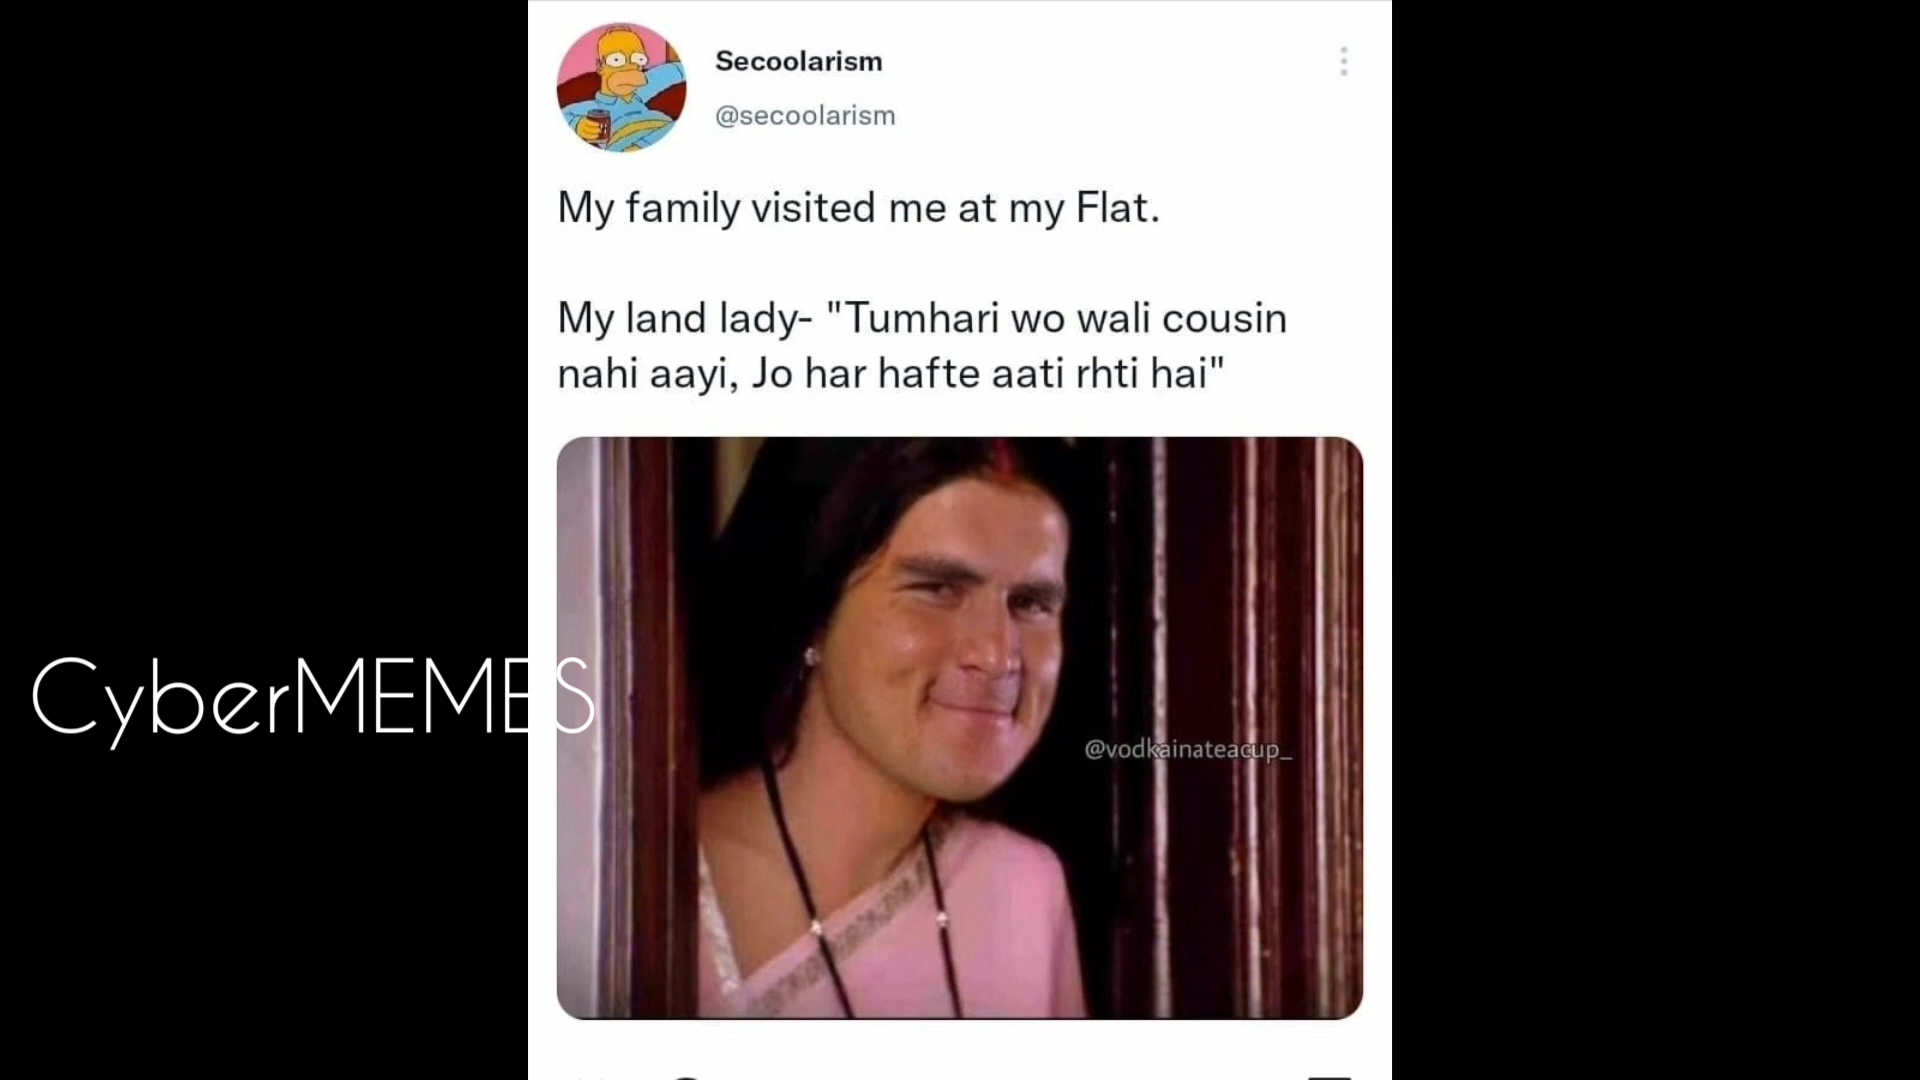 Secoolarism
@secoolarism
My family visited me at my Flat.
My land lady- "Tumhari wo wali cousin
nahi aayi, Jo har hafte aati rhti hai"
CyberMEMES
@vodkainateacup_